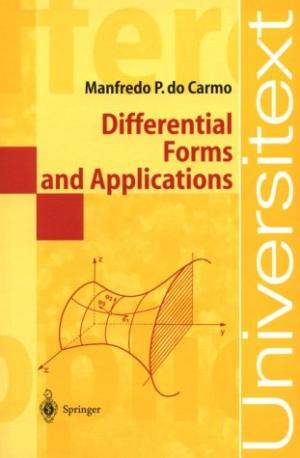 Manfredo P. do Carmo
Differential
Forms
and Applications
Universitext
z
y
x
Springer